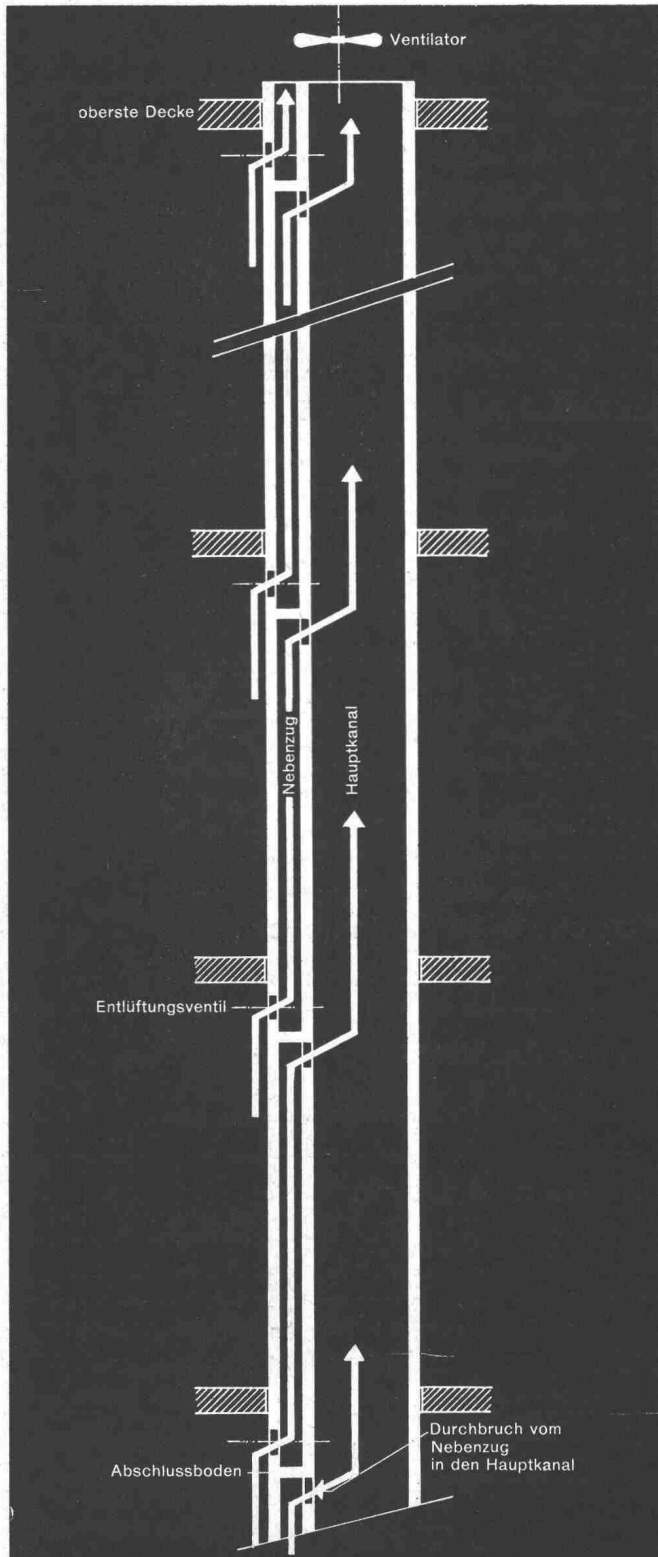 Ventilator
oberste Decke
Nebenzug
Hauptkanal
Entlüftungsventil
Durchbruch vom
Nebenzug
in den Hauptkanal
Abschlussboden